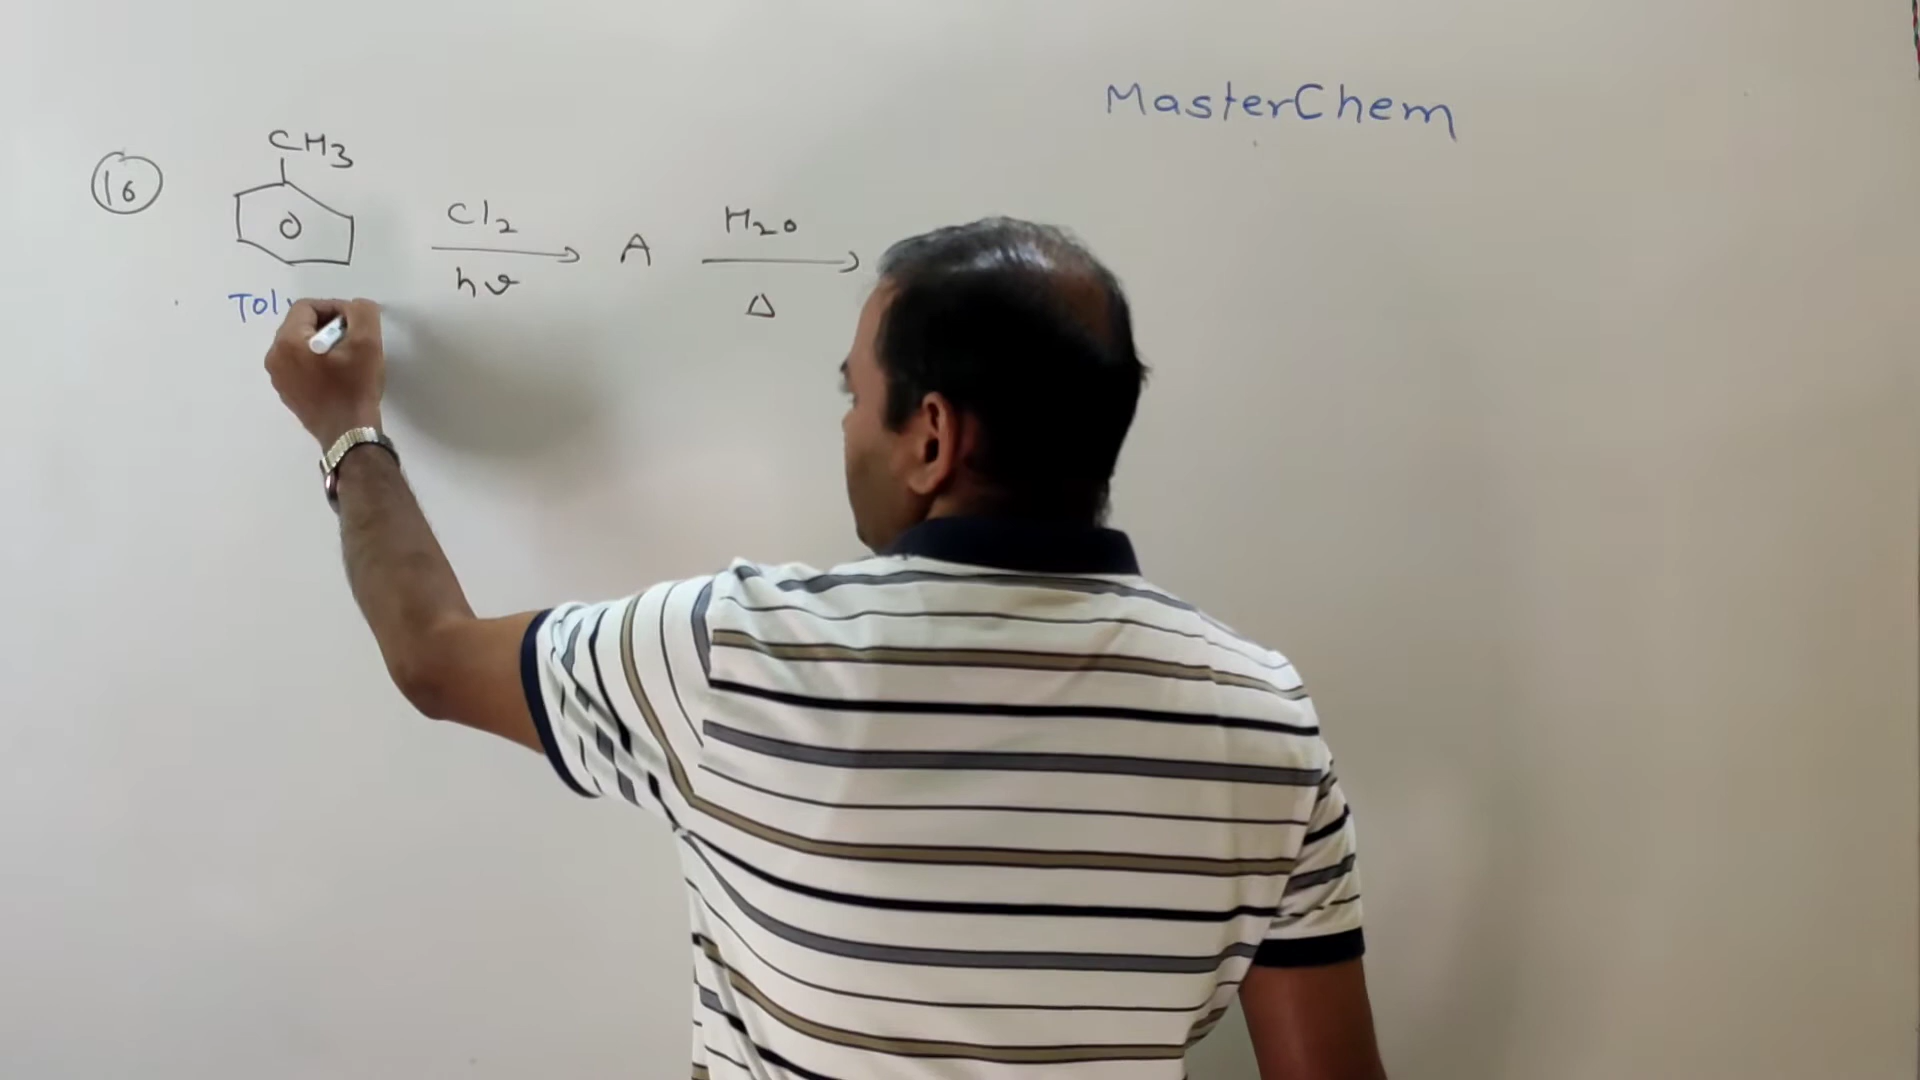 MasterChem
16
CH3
Cl2
hν
A
H2O
Δ
Tol